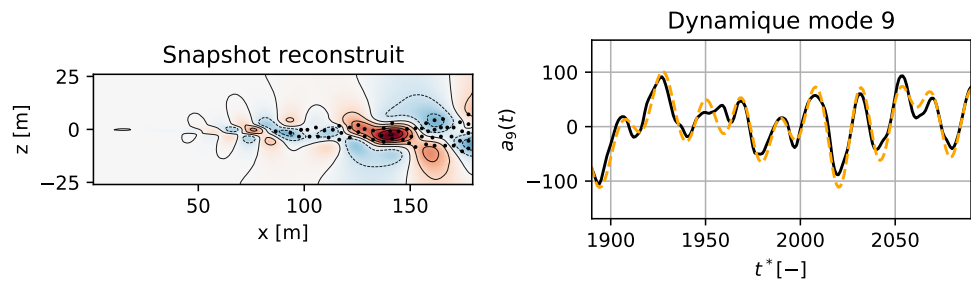 Snapshot reconstruit
25
0
−25
z [m]
50
100
150
x [m]
Dynamique mode 9
100
0
−100
a₉(t)
1900
1950
2000
2050
t* [−]